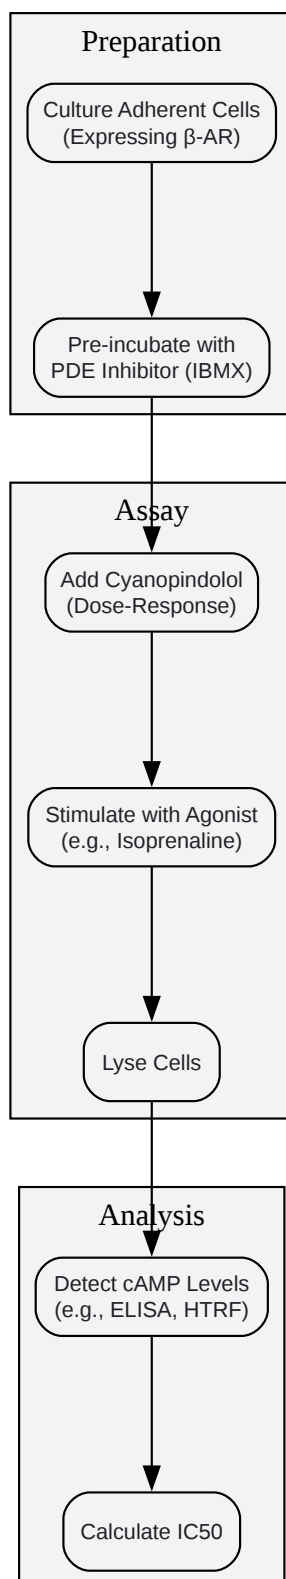 Preparation
Culture Adherent Cells
(Expressing β-AR)
Pre-incubate with
PDE Inhibitor (IBMX)
Assay
Add Cyanopindolol
(Dose-Response)
Stimulate with Agonist
(e.g., Isoprenaline)
Lyse Cells
Analysis
Detect cAMP Levels
(e.g., ELISA, HTRF)
Calculate IC50